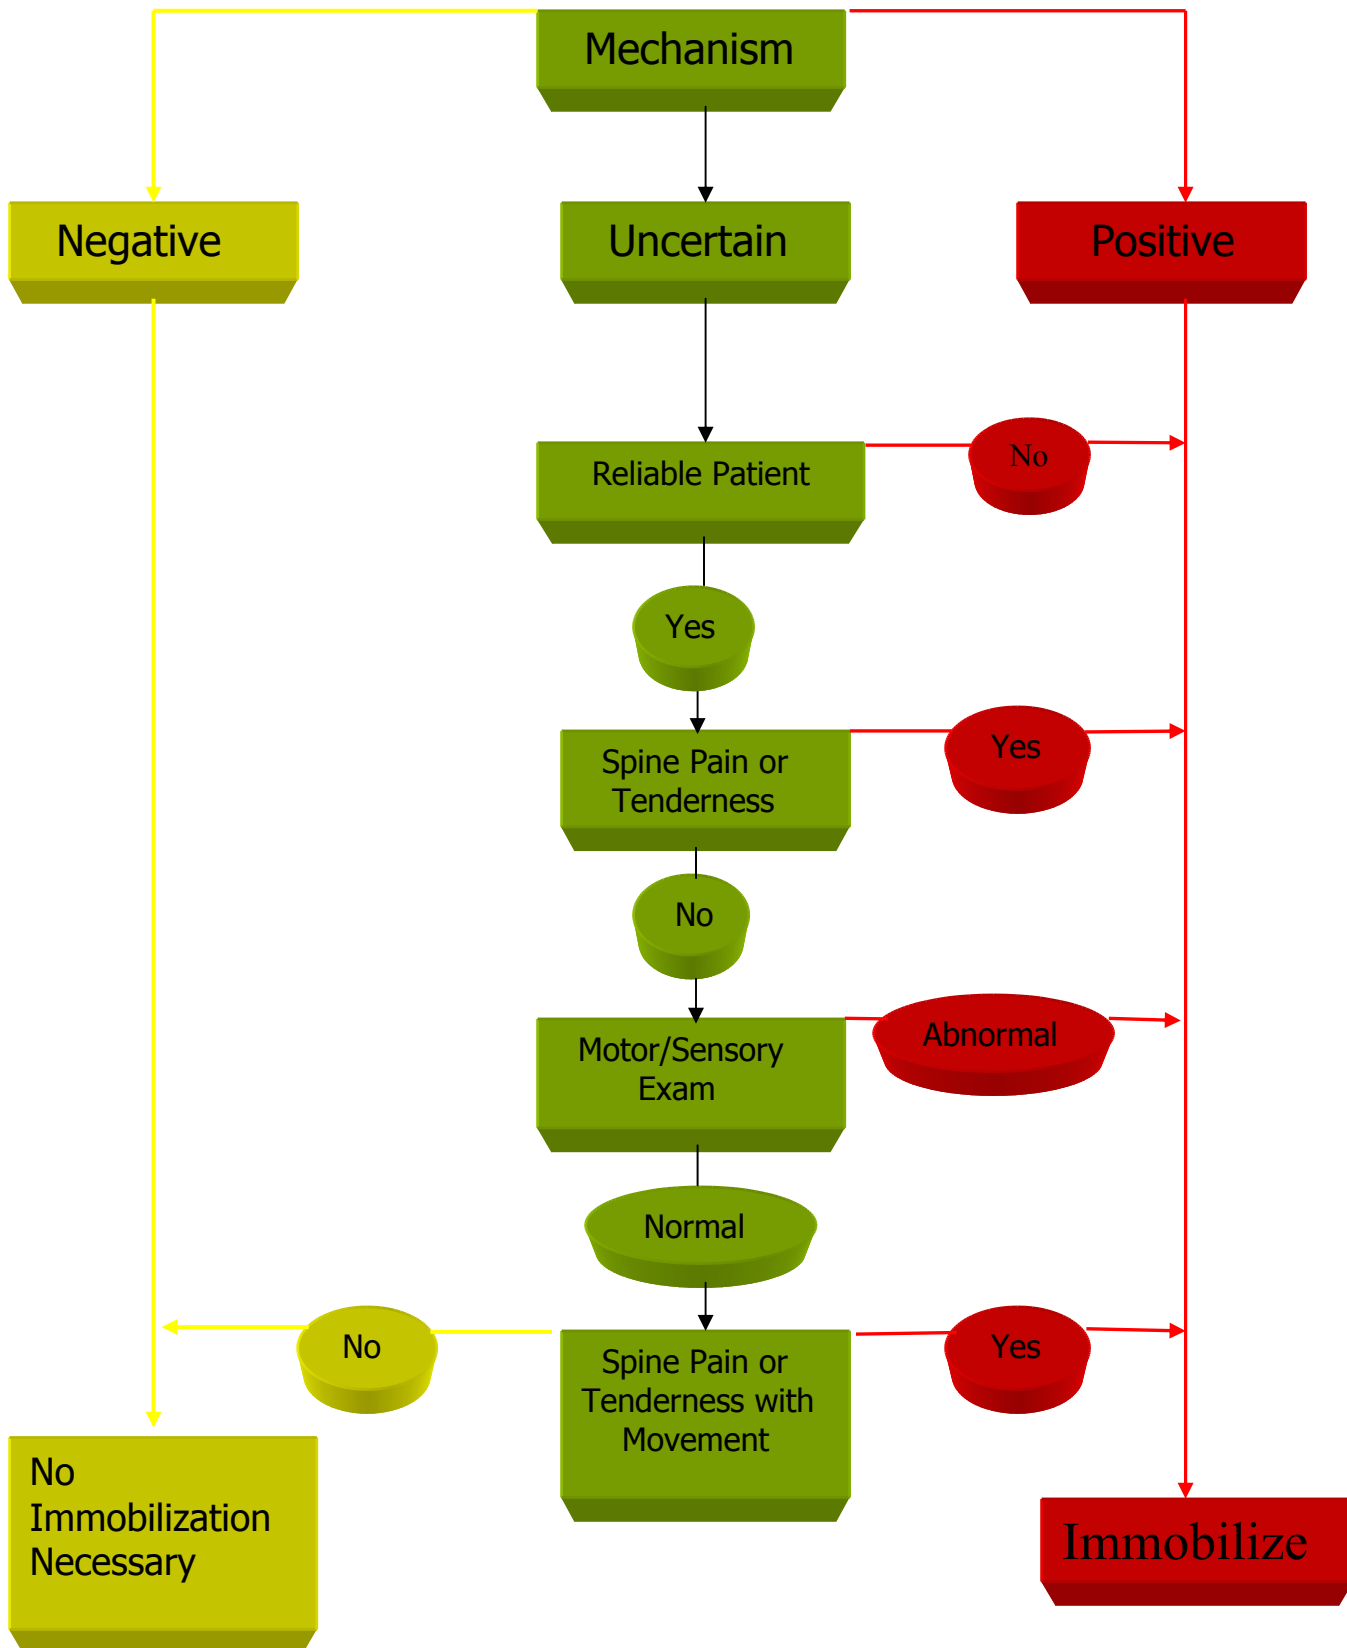 Mechanism
Negative
Uncertain
Positive
Reliable Patient
No
Yes
Spine Pain or
Tenderness
Yes
No
Motor/Sensory
Exam
Abnormal
Normal
No
Spine Pain or
Tenderness with
Movement
Yes
No
Immobilization
Necessary
Immobilize